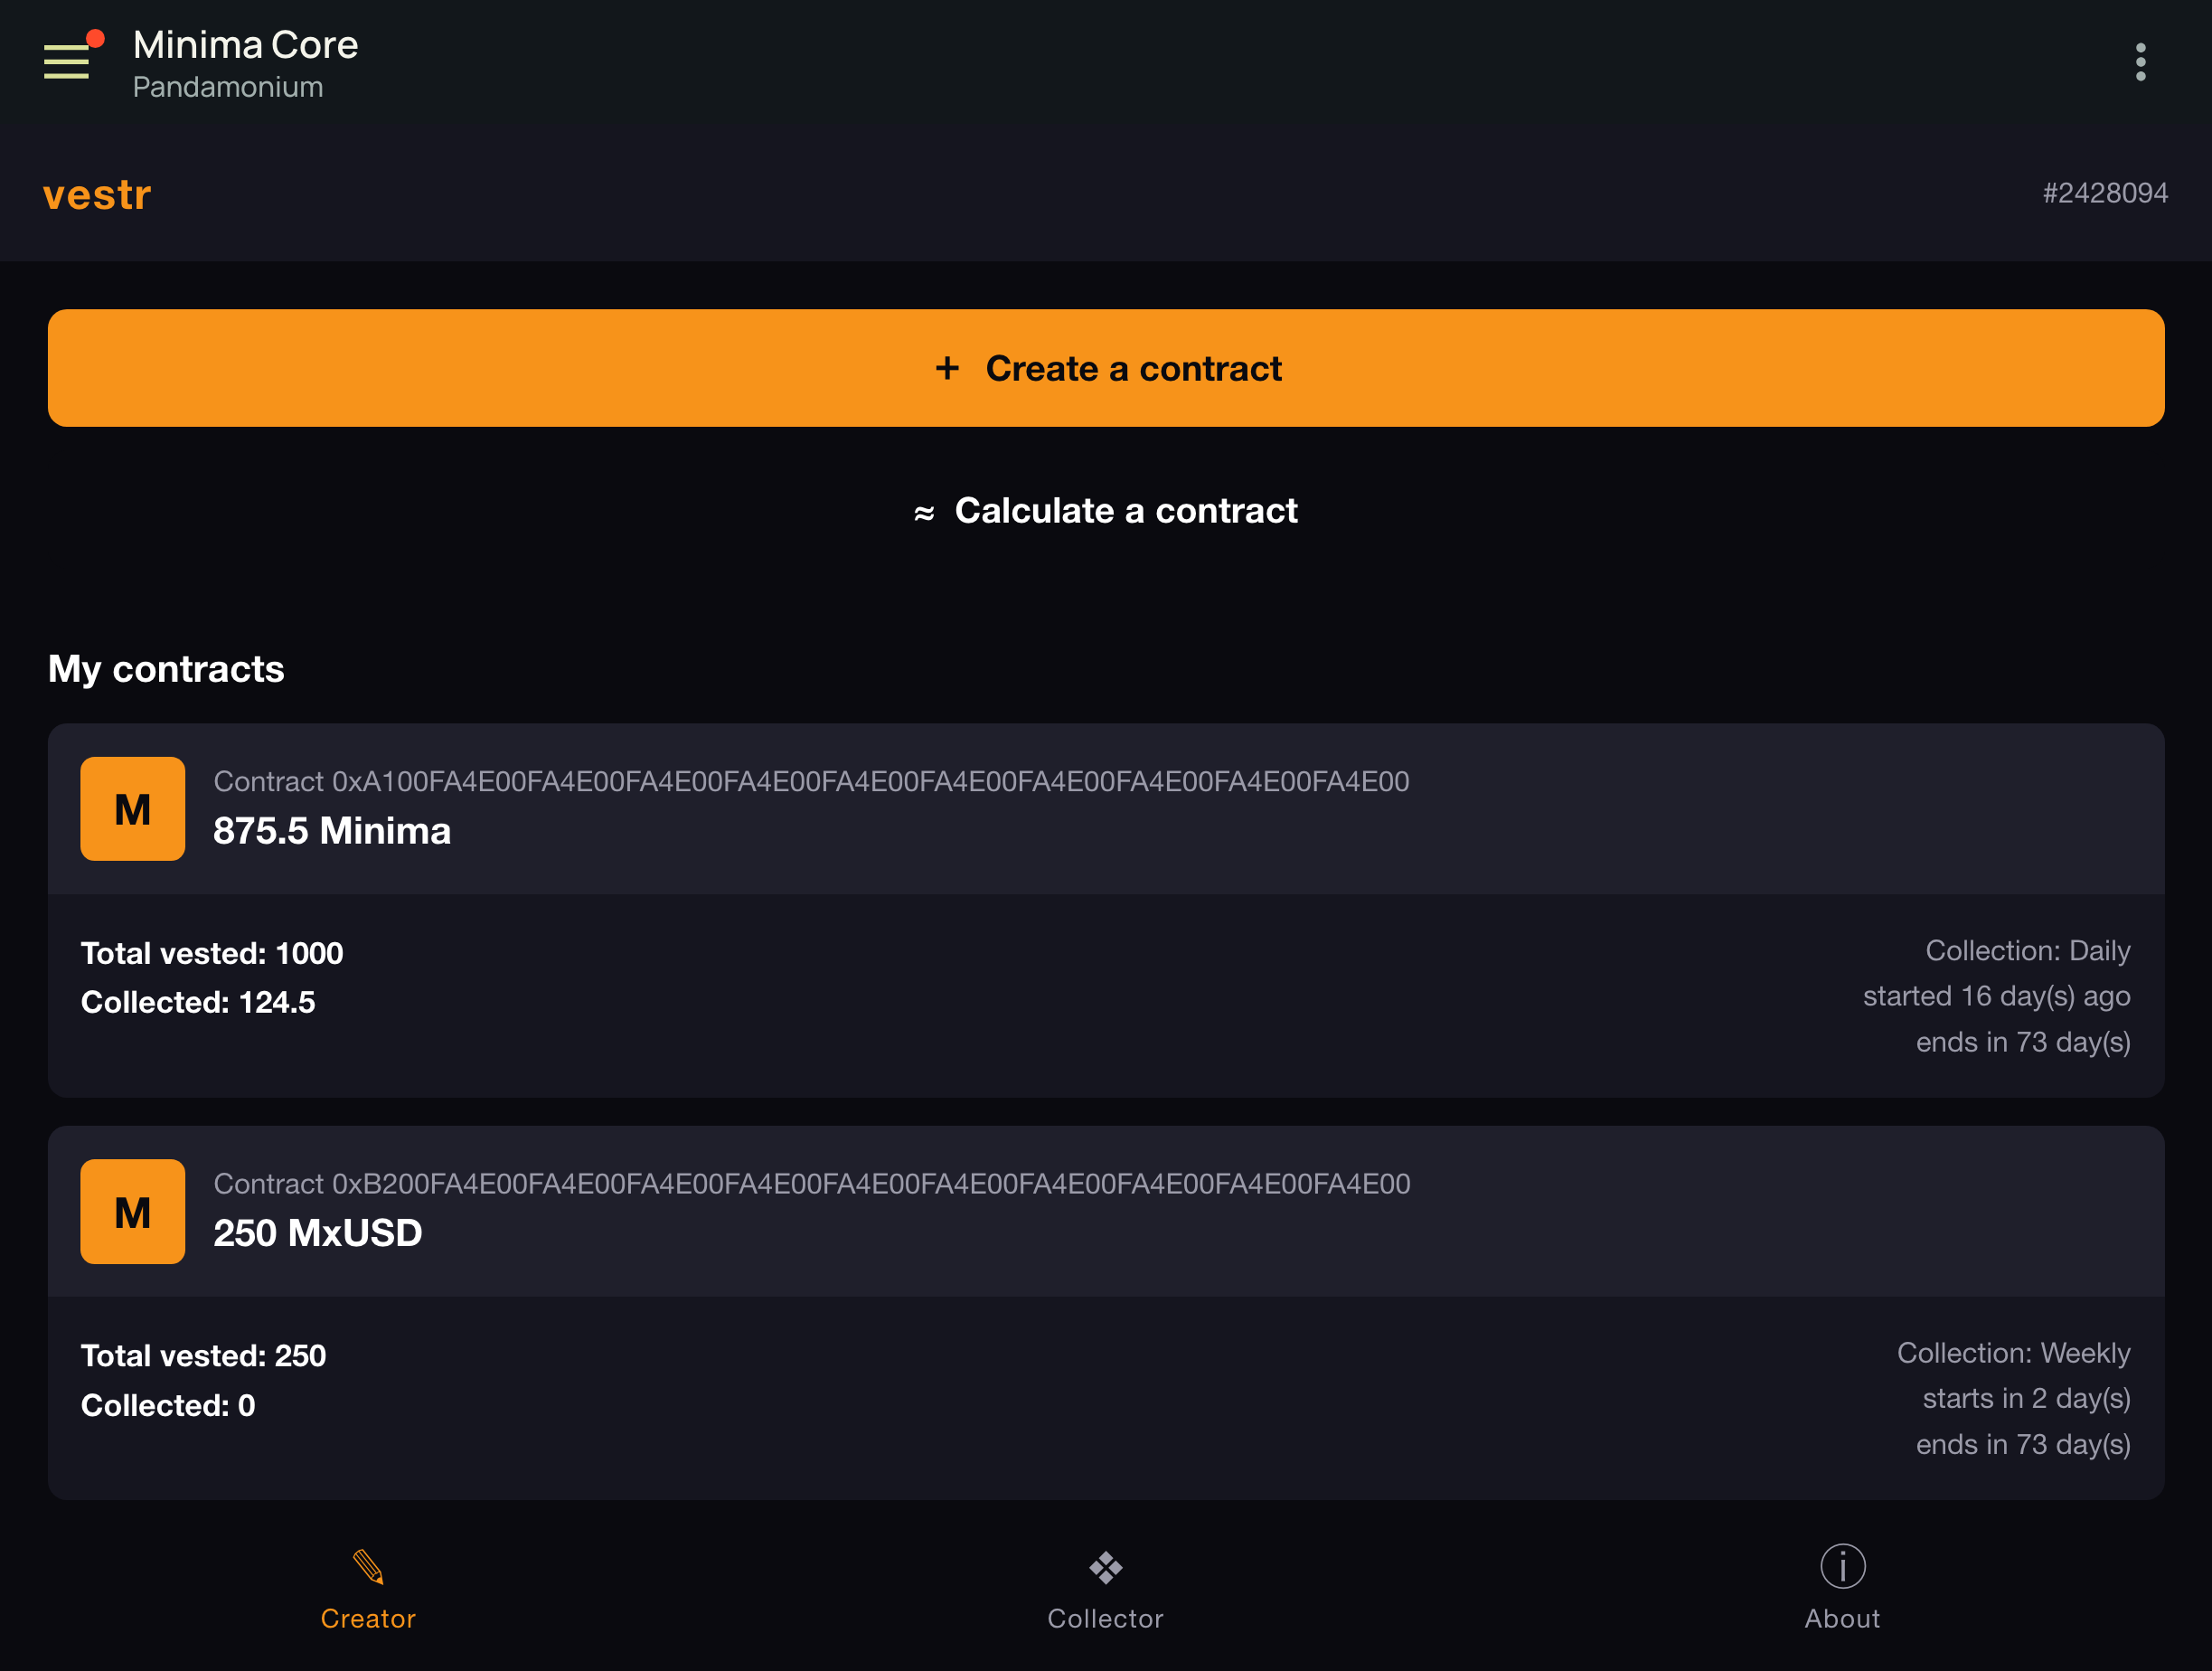 Minima Core
Pandamonium
vestr
#2428094
+ Create a contract
≈ Calculate a contract
My contracts
M
Contract 0xA100FA4E00FA4E00FA4E00FA4E00FA4E00FA4E00FA4E00FA4E00FA4E00FA4E00
875.5 Minima
Total vested: 1000
Collected: 124.5
Collection: Daily
started 16 day(s) ago
ends in 73 day(s)
M
Contract 0xB200FA4E00FA4E00FA4E00FA4E00FA4E00FA4E00FA4E00FA4E00FA4E00FA4E00
250 MxUSD
Total vested: 250
Collected: 0
Collection: Weekly
starts in 2 day(s)
ends in 73 day(s)
Creator
Collector
About